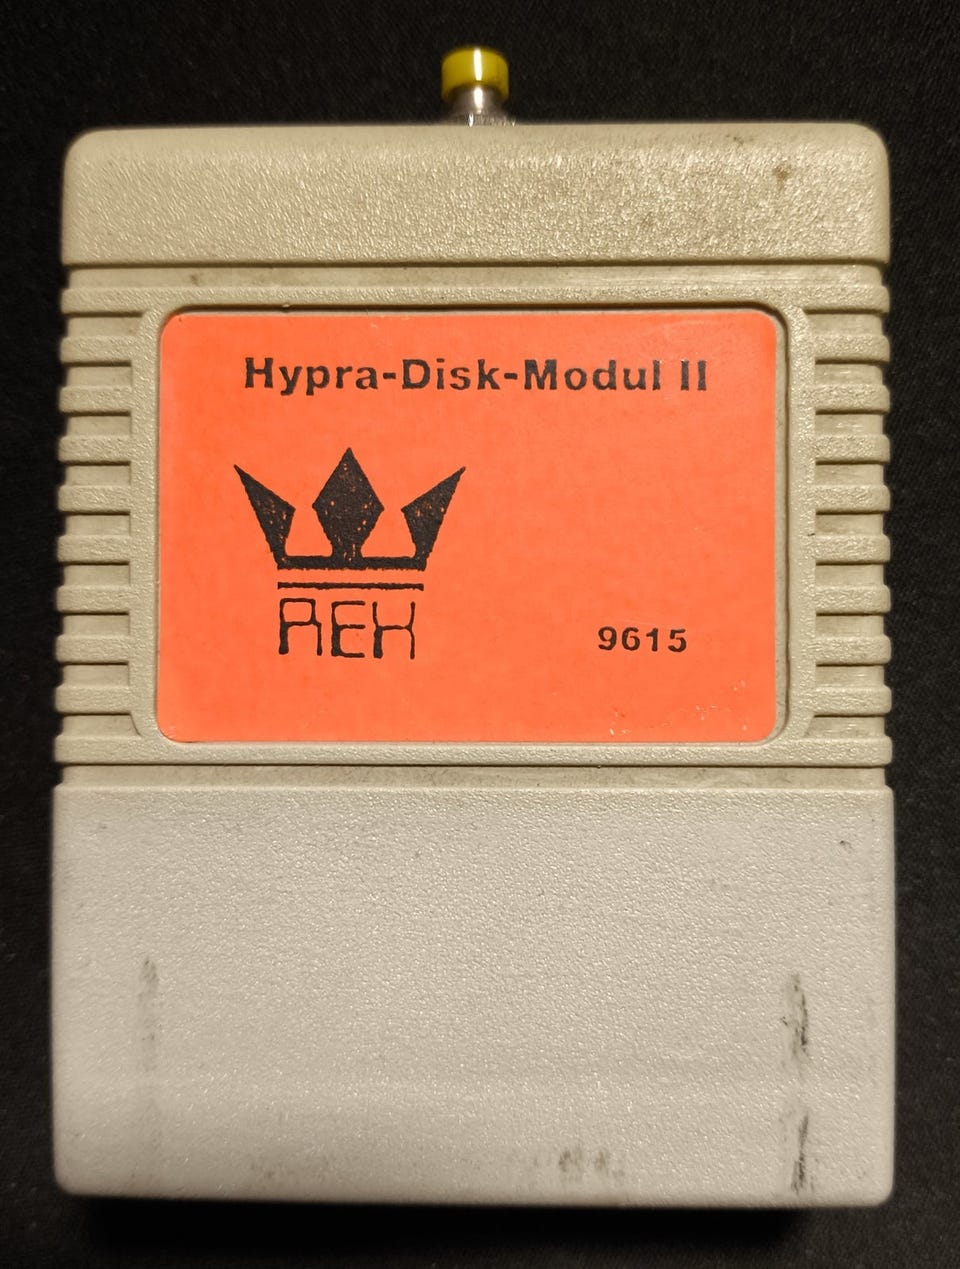 Hypra-Disk-Modul II
REX
9615